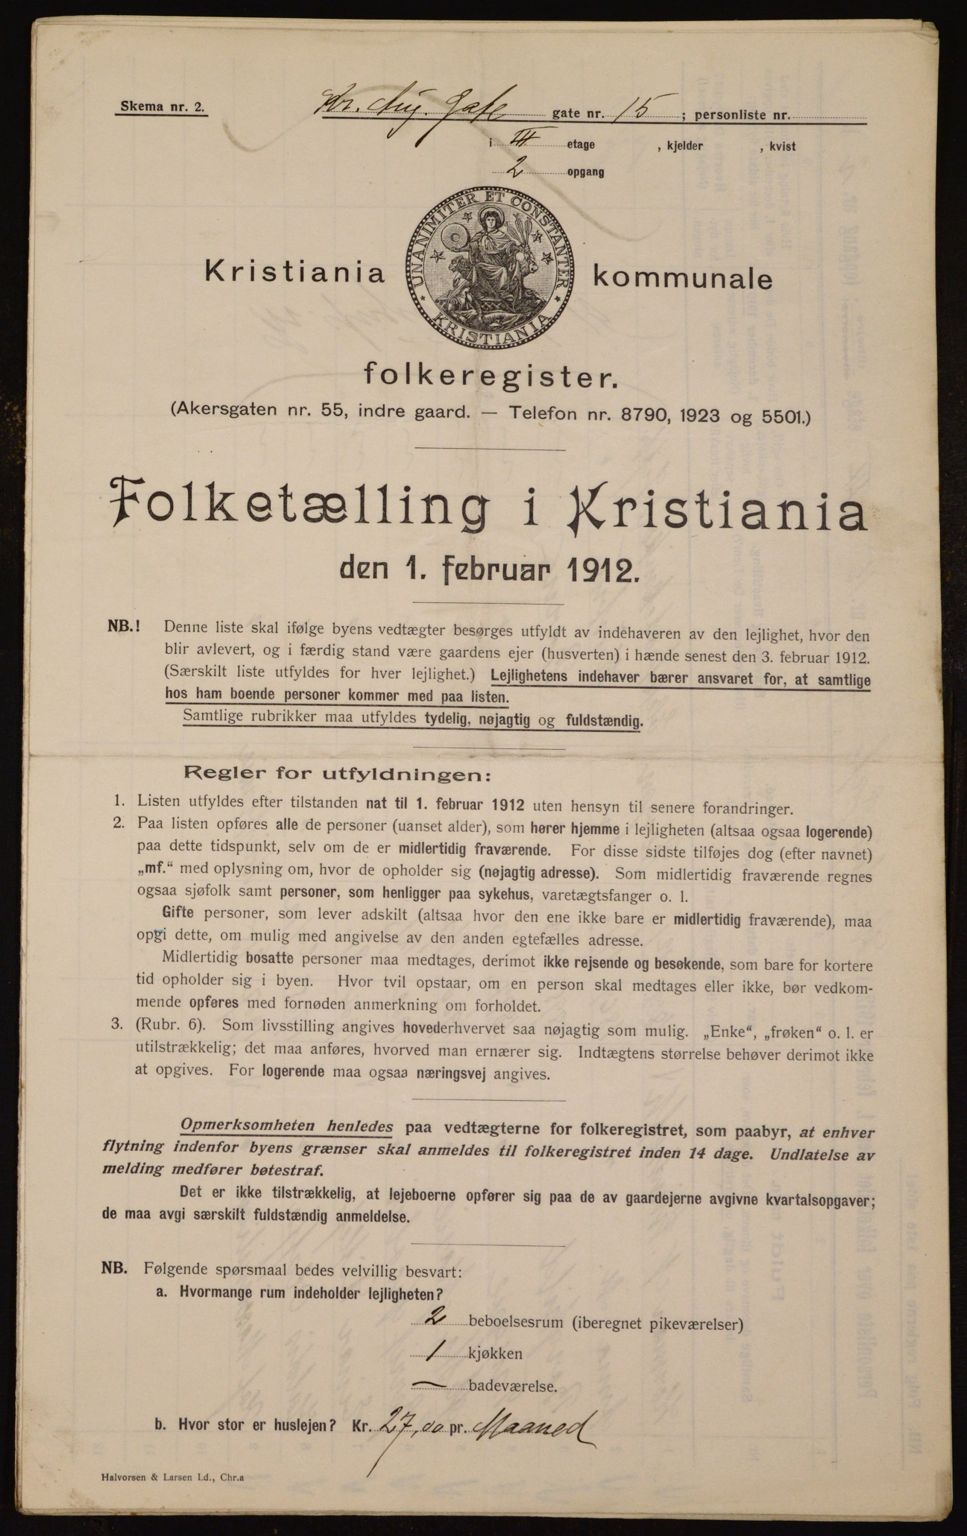 Skema nr. 2.
Kr. Aug. Gate gate nr. 15 ; personliste nr.
i III etage , kjelder , kvist
2 opgang
UNANIMITER ET CONSTANTER
KRISTIANIA
Kristiania kommunale
folkeregister.
(Akersgaten nr. 55, indre gaard. — Telefon nr. 8790, 1923 og 5501.)
Folketælling i Kristiania
den 1. februar 1912.
NB.! Denne liste skal ifølge byens vedtægter besørges utfyldt av indehaveren av den lejlighet, hvor den
blir avlevert, og i færdig stand være gaardens ejer (husverten) i hænde senest den 3. februar 1912.
(Særskilt liste utfyldes for hver lejlighet.) Lejlighetens indehaver bærer ansvaret for, at samtlige
hos ham boende personer kommer med paa listen.
Samtlige rubrikker maa utfyldes tydelig, nøjagtig og fuldstændig.
Regler for utfyldningen:
1. Listen utfyldes efter tilstanden nat til 1. februar 1912 uten hensyn til senere forandringer.
2. Paa listen opføres alle de personer (uanset alder), som hører hjemme i lejligheten (altsaa ogsaa logerende)
paa dette tidspunkt, selv om de er midlertidig fraværende. For disse sidste tilføjes dog (efter navnet)
„mf.“ med oplysning om, hvor de opholder sig (nøjagtig adresse). Som midlertidig fraværende regnes
ogsaa sjøfolk samt personer, som henligger paa sykehus, varetægtsfanger o. l.
Gifte personer, som lever adskilt (altsaa hvor den ene ikke bare er midlertidig fraværende), maa
opgi dette, om mulig med angivelse av den anden egtefælles adresse.
Midlertidig bosatte personer maa medtages, derimot ikke rejsende og besøkende, som bare for kortere
tid opholder sig i byen. Hvor tvil opstaar, om en person skal medtages eller ikke, bør vedkom-
mende opføres med fornøden anmerkning om forholdet.
3. (Rubr. 6). Som livsstilling angives hovederhvervet saa nøjagtig som mulig. „Enke“, „frøken“ o. l. er
utilstrækkelig; det maa anføres, hvorved man ernærer sig. Indtægtens størrelse behøver derimot ikke
at opgives. For logerende maa ogsaa næringsvej angives.
Opmerksomheten henledes paa vedtægterne for folkeregistret, som paabyr, at enhver
flytning indenfor byens grænser skal anmeldes til folkeregistret inden 14 dage. Undlatelse av
melding medfører bøtestraf.
Det er ikke tilstrækkelig, at lejeboerne opfører sig paa de av gaardejerne avgivne kvartalsopgaver;
de maa avgi særskilt fuldstændig anmeldelse.
NB. Følgende spørsmaal bedes velvillig besvart:
a. Hvormange rum indeholder lejligheten?
2 beboelsesrum (iberegnet pikeværelser)
1 kjøkken
— badeværelse.
b. Hvor stor er huslejen? Kr. 27,00 pr. Maaned
Halvorsen & Larsen Ld., Chr.a